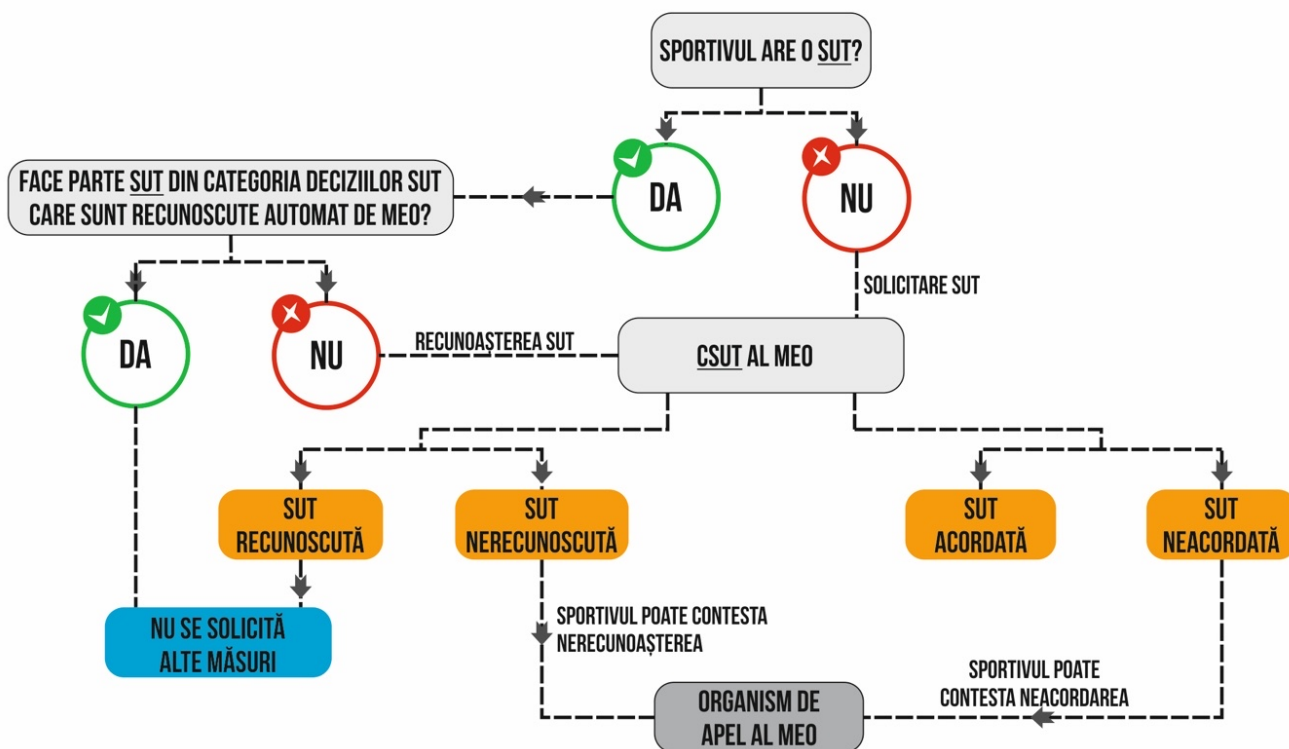 SPORTIVUL ARE O SUT?
DA
NU
FACE PARTE SUT DIN CATEGORIA DECIZIILOR SUT
CARE SUNT RECUNOSCUTE AUTOMAT DE MEO?
SOLICITARE SUT
DA
NU
RECUNOAȘTEREA SUT
CSUT AL MEO
SUT
RECUNOSCUTĂ
SUT
NERECUNOSCUTĂ
SUT
ACORDATĂ
SUT
NEACORDATĂ
NU SE SOLICITĂ
ALTE MĂSURI
SPORTIVUL POATE CONTESTA
NERECUNOAȘTEREA
SPORTIVUL POATE
CONTESTA NEACORDAREA
ORGANISM DE
APEL AL MEO